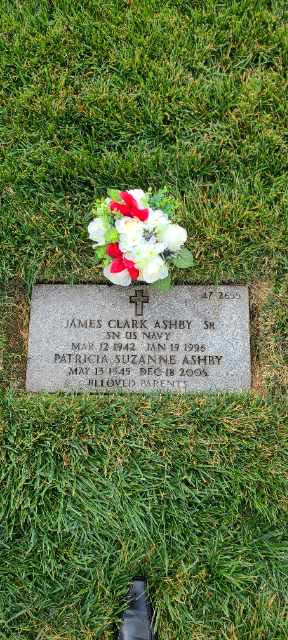 47 2655
JAMES CLARK ASHBY SR
SN US NAVY
MAR 12 1942 JAN 19 1996
PATRICIA SUZANNE ASHBY
MAY 13 1945 DEC 18 2005
BELOVED PARENTS